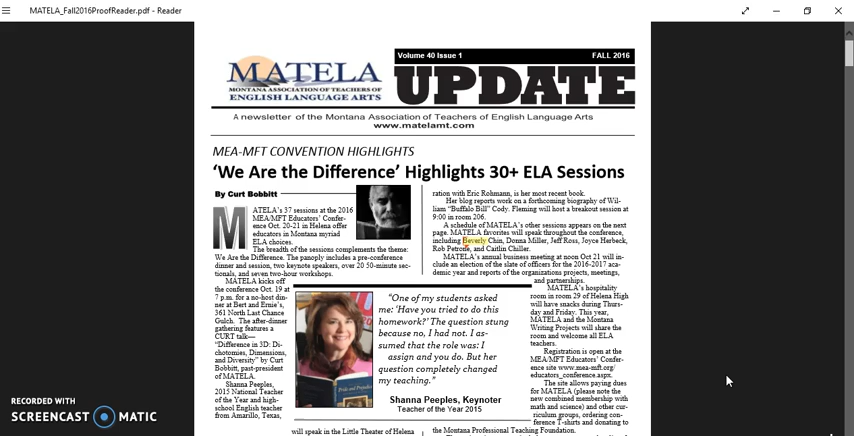 MATELA_Fall2016ProofReader.pdf - Reader
MATELA
MONTANA ASSOCIATION OF TEACHERS OF
ENGLISH LANGUAGE ARTS
Volume 40 Issue 1 FALL 2016
UPDATE
A newsletter of the Montana Association of Teachers of English Language Arts
www.matelamt.com
MEA-MFT CONVENTION HIGHLIGHTS
‘We Are the Difference’ Highlights 30+ ELA Sessions
By Curt Bobbitt
MATELA’s 37 sessions at the 2016
MEA/MFT Educators’ Confer-
ence Oct. 20-21 in Helena offer
educators in Montana myriad
ELA choices.
The breadth of the sessions complements the theme:
We Are the Difference. The panoply includes a pre-conference
dinner and session, two keynote speakers, over 20 50-minute sec-
tionals, and seven two-hour workshops.
MATELA kicks off
the conference Oct. 19 at
7 p.m. for a no-host din-
ner at Bert and Ernie’s,
361 North Last Chance
Gulch. The after-dinner
gathering features a
CURT talk—
“Difference in 3D: Di-
chotomies, Dimensions,
and Diversity” by Curt
Bobbitt, past-president
of MATELA.
Shanna Peeples,
2015 National Teacher
of the Year and high-
school English teacher
from Amarillo, Texas,
will speak in the Little Theater of Helena
“One of my students asked
me: ‘Have you tried to do this
homework?’ The question stung
because no, I had not. I as-
sumed that the role was: I
assign and you do. But her
question completely changed
my teaching.”
Shanna Peeples, Keynoter
Teacher of the Year 2015
Pride and Prejudice
ration with Eric Rohmann, is her most recent book.
Her blog reports work on a forthcoming biography of Wil-
liam “Buffalo Bill” Cody. Fleming will host a breakout session at
9:00 in room 206.
A schedule of MATELA’s other sessions appears on the next
page. MATELA favorites will speak throughout the conference,
including Beverly Chin, Donna Miller, Jeff Ross, Joyce Herbeck,
Rob Petrone, and Caitlin Chiller.
MATELA’s annual business meeting at noon Oct 21 will in-
clude an election of the slate of officers for the 2016-2017 aca-
demic year and reports of the organizations projects, meetings,
and partnerships.
MATELA’s hospitality
room in room 29 of Helena High
will have snacks during Thurs-
day and Friday. This year,
MATELA and the Montana
Writing Projects will share the
room and welcome all ELA
teachers.
Registration is open at the
MEA/MFT Educators’ Confer-
ence site www.mea-mft.org/
educators_conference.aspx.
The site allows paying dues
for MATELA (please note the
new combined membership with
math and science) and other cur-
riculum groups, ordering con-
ference T-shirts and donating to
the Montana Professional Teaching Foundation.
RECORDED WITH
SCREENCAST MATIC